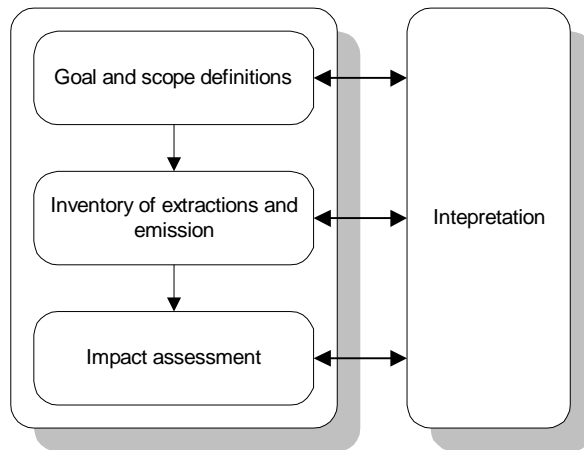 Goal and scope definitions
Inventory of extractions and
emission
Intepretation
Impact assessment